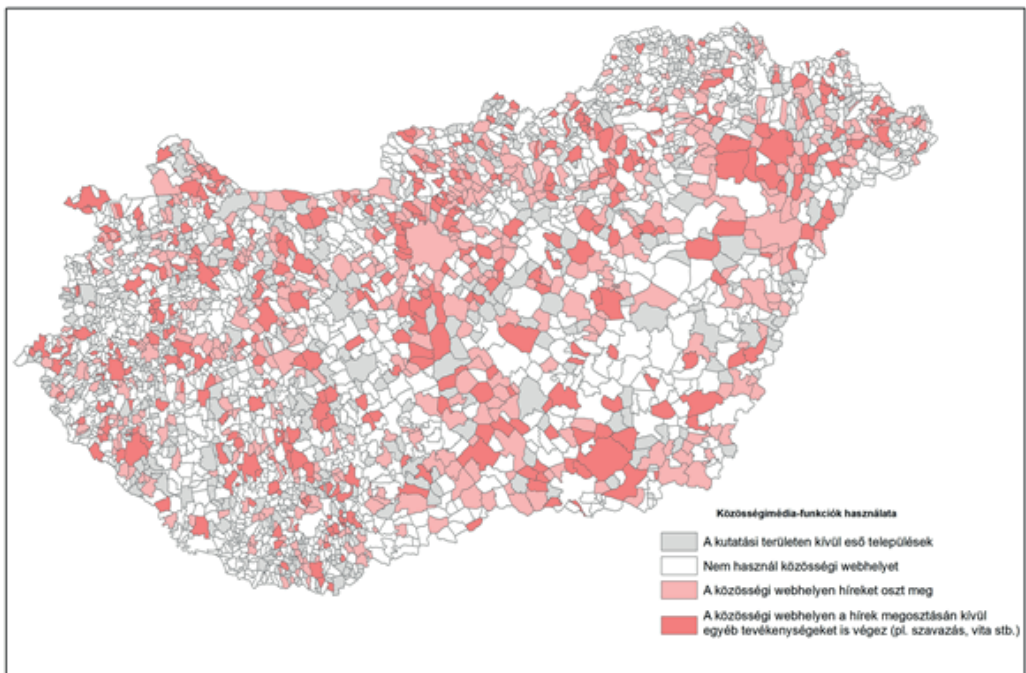 Közösségimédia-funkciók használata
A kutatási területen kívül eső települések
Nem használ közösségi webhelyet
A közösségi webhelyen híreket oszt meg
A közösségi webhelyen a hírek megosztásán kívül
egyéb tevékenységeket is végez (pl. szavazás, vita stb.)